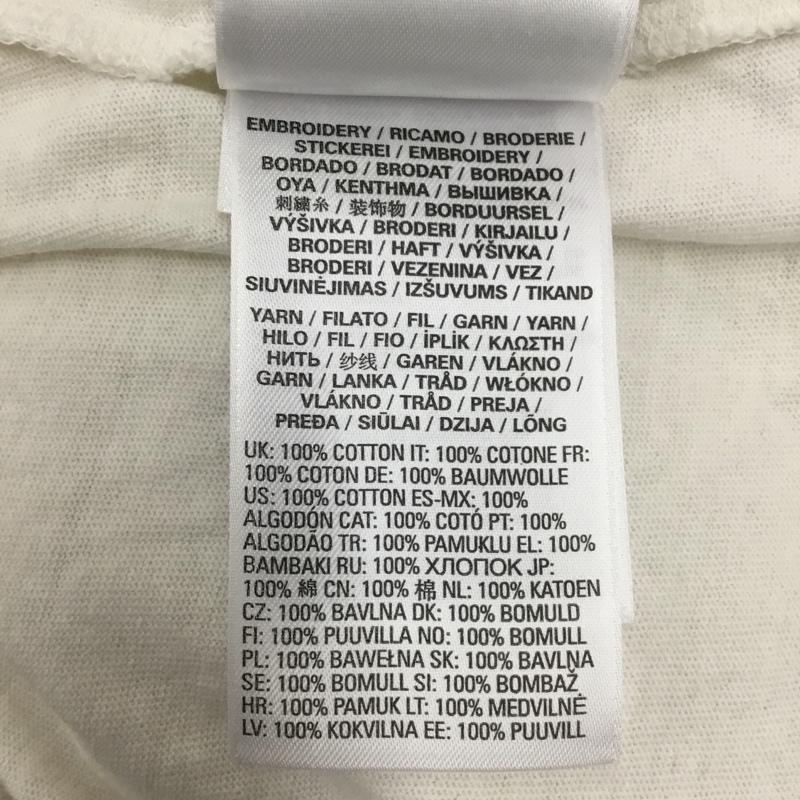 EMBROIDERY / RICAMO / BRODERIE /
STICKEREI / EMBROIDERY /
BORDADO / BRODAT / BORDADO /
OYA / KENTHMA / ВЫШИВКА /
刺繍糸 / 装饰物 / BORDUURSEL /
VÝŠIVKA / BRODERI / KIRJAILU /
BRODERI / HAFT / VÝŠIVKA /
BRODERI / VEZENINA / VEZ /
SIUVINĖJIMAS / IZŠUVUMS / TIKAND
YARN / FILATO / FIL / GARN / YARN /
HILO / FIL / FIO / İPLİK / ΚΛΩΣΤΗ /
НИТЬ / 纱线 / GAREN / VLÁKNO /
GARN / LANKA / TRÅD / WŁÓKNO /
VLÁKNO / TRÅD / PREJA /
PREĐA / SIŪLAI / DZIJA / LÕNG
UK: 100% COTTON IT: 100% COTONE FR:
100% COTON DE: 100% BAUMWOLLE
US: 100% COTTON ES-MX: 100%
ALGODÓN CAT: 100% COTÓ PT: 100%
ALGODÃO TR: 100% PAMUKLU EL: 100%
BAMBAKI RU: 100% ХЛОПОК JP:
100% 綿 CN: 100% 棉 NL: 100% KATOEN
CZ: 100% BAVLNA DK: 100% BOMULD
FI: 100% PUUVILLA NO: 100% BOMULL
PL: 100% BAWEŁNA SK: 100% BAVLNA
SE: 100% BOMULL SI: 100% BOMBAŽ
HR: 100% PAMUK LT: 100% MEDVILNĖ
LV: 100% KOKVILNA EE: 100% PUUVILL